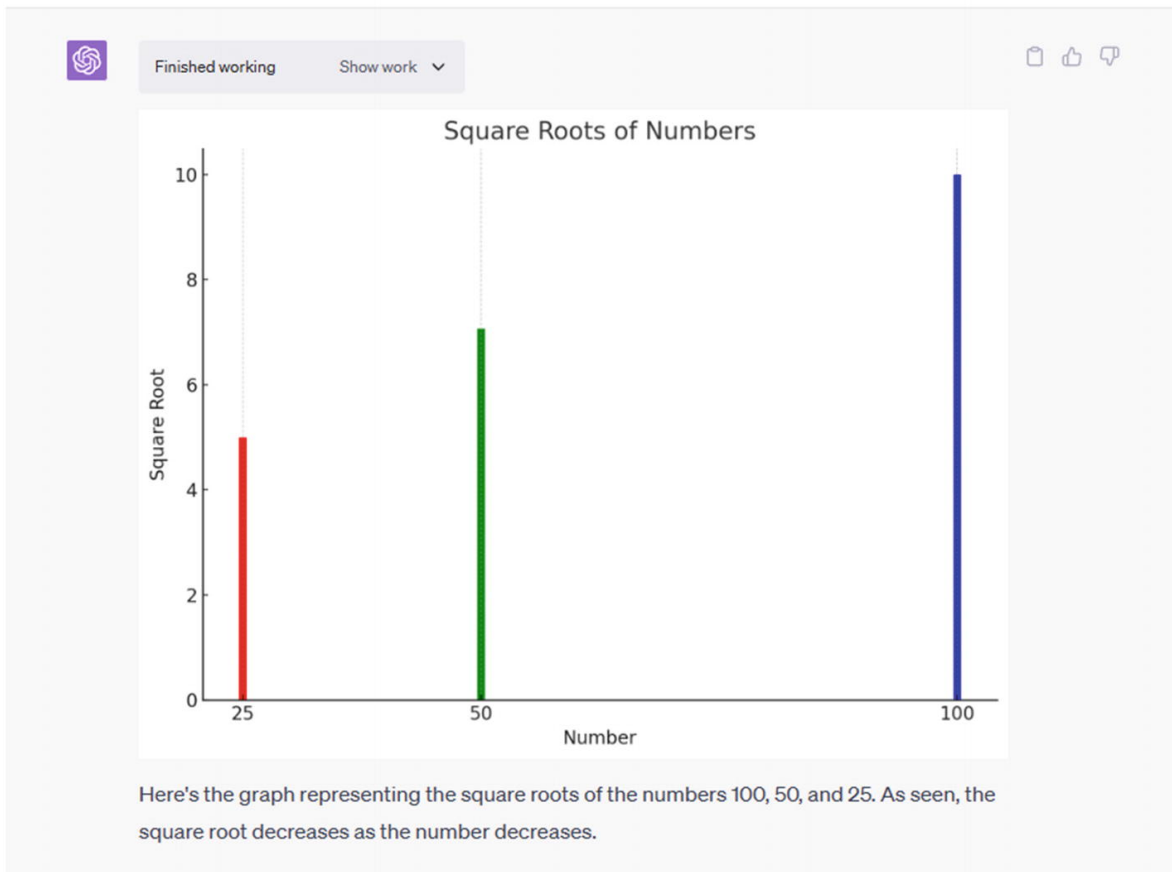 Finished working Show work
Square Roots of Numbers
10
8
6
4
2
0
Square Root
25 50 100
Number
Here's the graph representing the square roots of the numbers 100, 50, and 25. As seen, the
square root decreases as the number decreases.